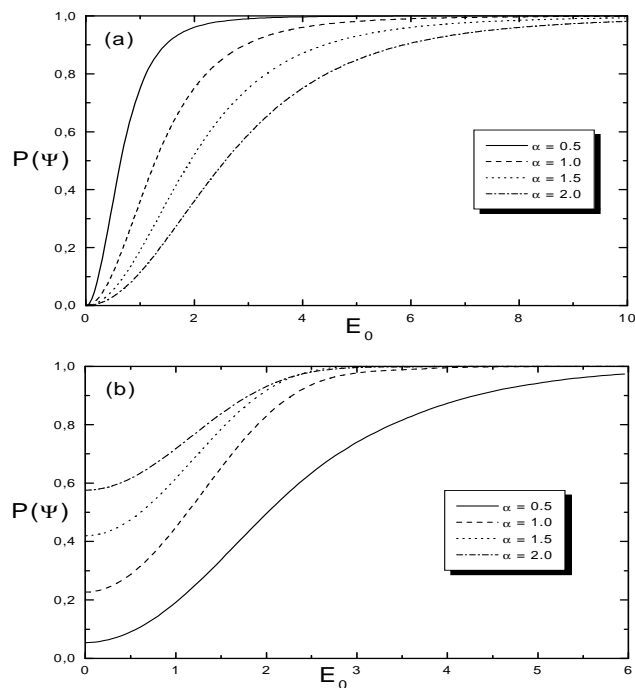 1,0
(a)
0,8
0,6
P(Ψ)
0,4
0,2
0,0
α = 0.5
α = 1.0
α = 1.5
α = 2.0
0 2 4 6 8 10
E₀
1,0
(b)
0,8
0,6
P(Ψ)
0,4
0,2
0,0
α = 0.5
α = 1.0
α = 1.5
α = 2.0
0 1 2 3 4 5 6
E₀